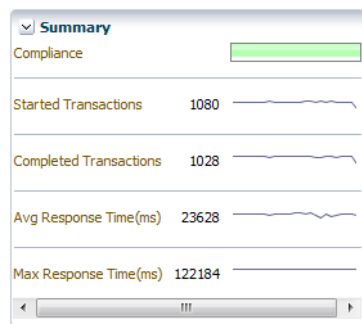 Summary
Compliance
Started Transactions 1080
Completed Transactions 1028
Avg Response Time(ms) 23628
Max Response Time(ms) 122184